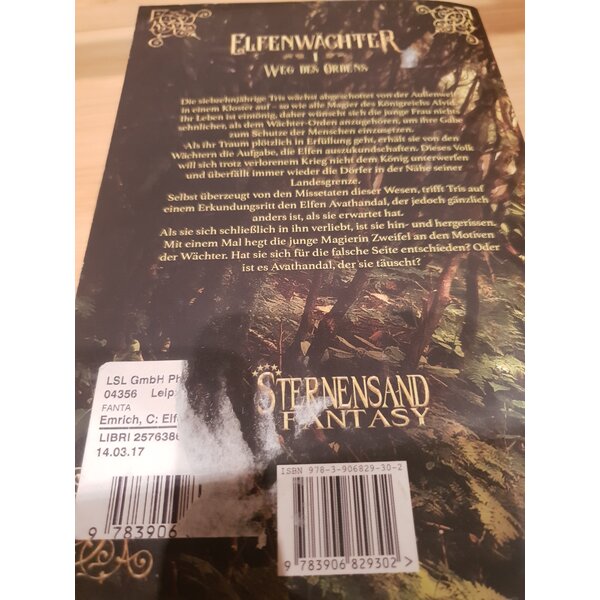 ELFENWÄCHTER
I
WEG DES ORDENS
Die siebzehnjährige Tris wächst abgeschottet von der Außenwelt
in einem Kloster auf – so wie alle Magier des Königreichs Alvid.
Ihr Leben ist eintönig, daher wünscht sich die junge Frau nichts
sehnlicher, als dem Wächter-Orden anzugehören, um ihre Gabe
zum Schutze der Menschen einzusetzen.
Als ihr Traum plötzlich in Erfüllung geht, erhält sie von den
Wächtern die Aufgabe, die Elfen auszukundschaften. Dieses Volk
will sich trotz verlorenem Krieg nicht dem König unterwerfen
und überfällt immer wieder die Dörfer in der Nähe seiner
Landesgrenze.
Selbst überzeugt von den Missetaten dieser Wesen, trifft Tris auf
einem Erkundungsritt den Elfen Avathandal, der jedoch gänzlich
anders ist, als sie erwartet hat.
Als sie sich schließlich in ihn verliebt, ist sie hin- und hergerissen.
Mit einem Mal hegt die junge Magierin Zweifel an den Motiven
der Wächter. Hat sie sich für die falsche Seite entschieden? Oder
ist es Avathandal, der sie täuscht?
LSL GmbH Ph
04356 Leip
FANTA
Emrich, C: Elf
LIBRI 2576386
14.03.17
9 783906
STERNENSAND
FANTASY
ISBN 978-3-906829-30-2
9 783906 829302 >